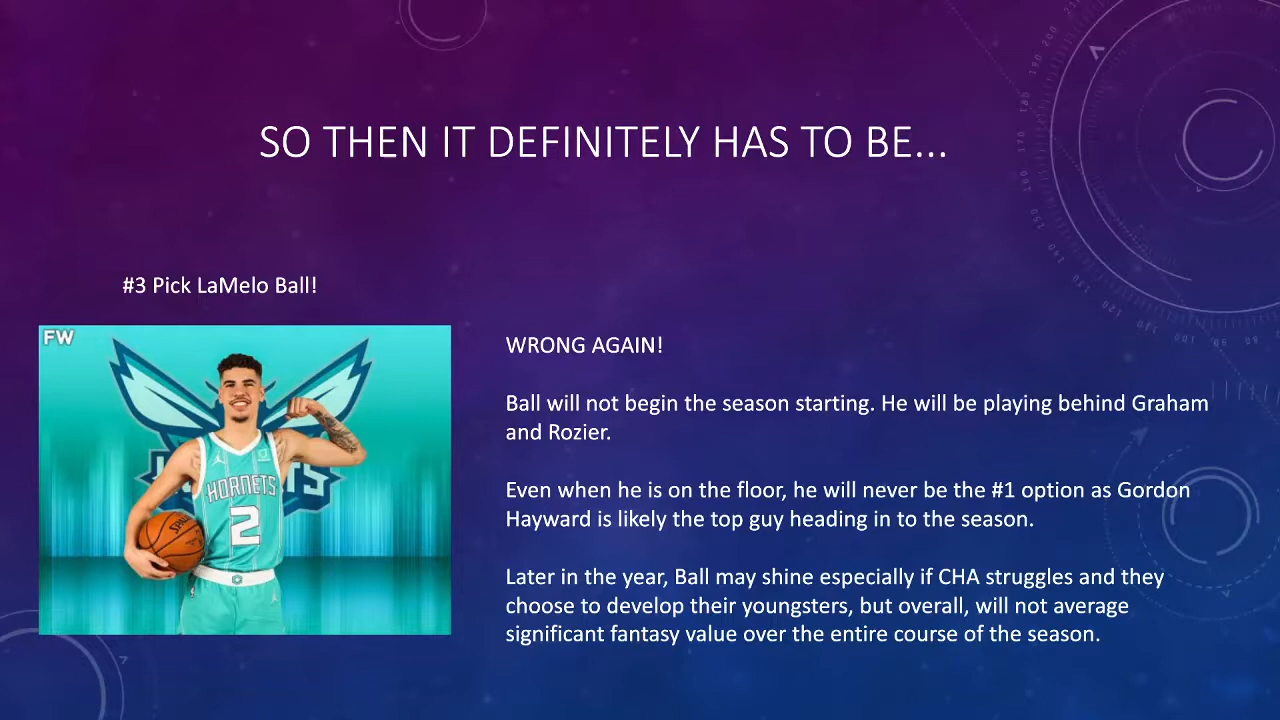 SO THEN IT DEFINITELY HAS TO BE...
#3 Pick LaMelo Ball!
FW
HORNETS
2
SPAL
WRONG AGAIN!
Ball will not begin the season starting. He will be playing behind Graham
and Rozier.
Even when he is on the floor, he will never be the #1 option as Gordon
Hayward is likely the top guy heading in to the season.
Later in the year, Ball may shine especially if CHA struggles and they
choose to develop their youngsters, but overall, will not average
significant fantasy value over the entire course of the season.